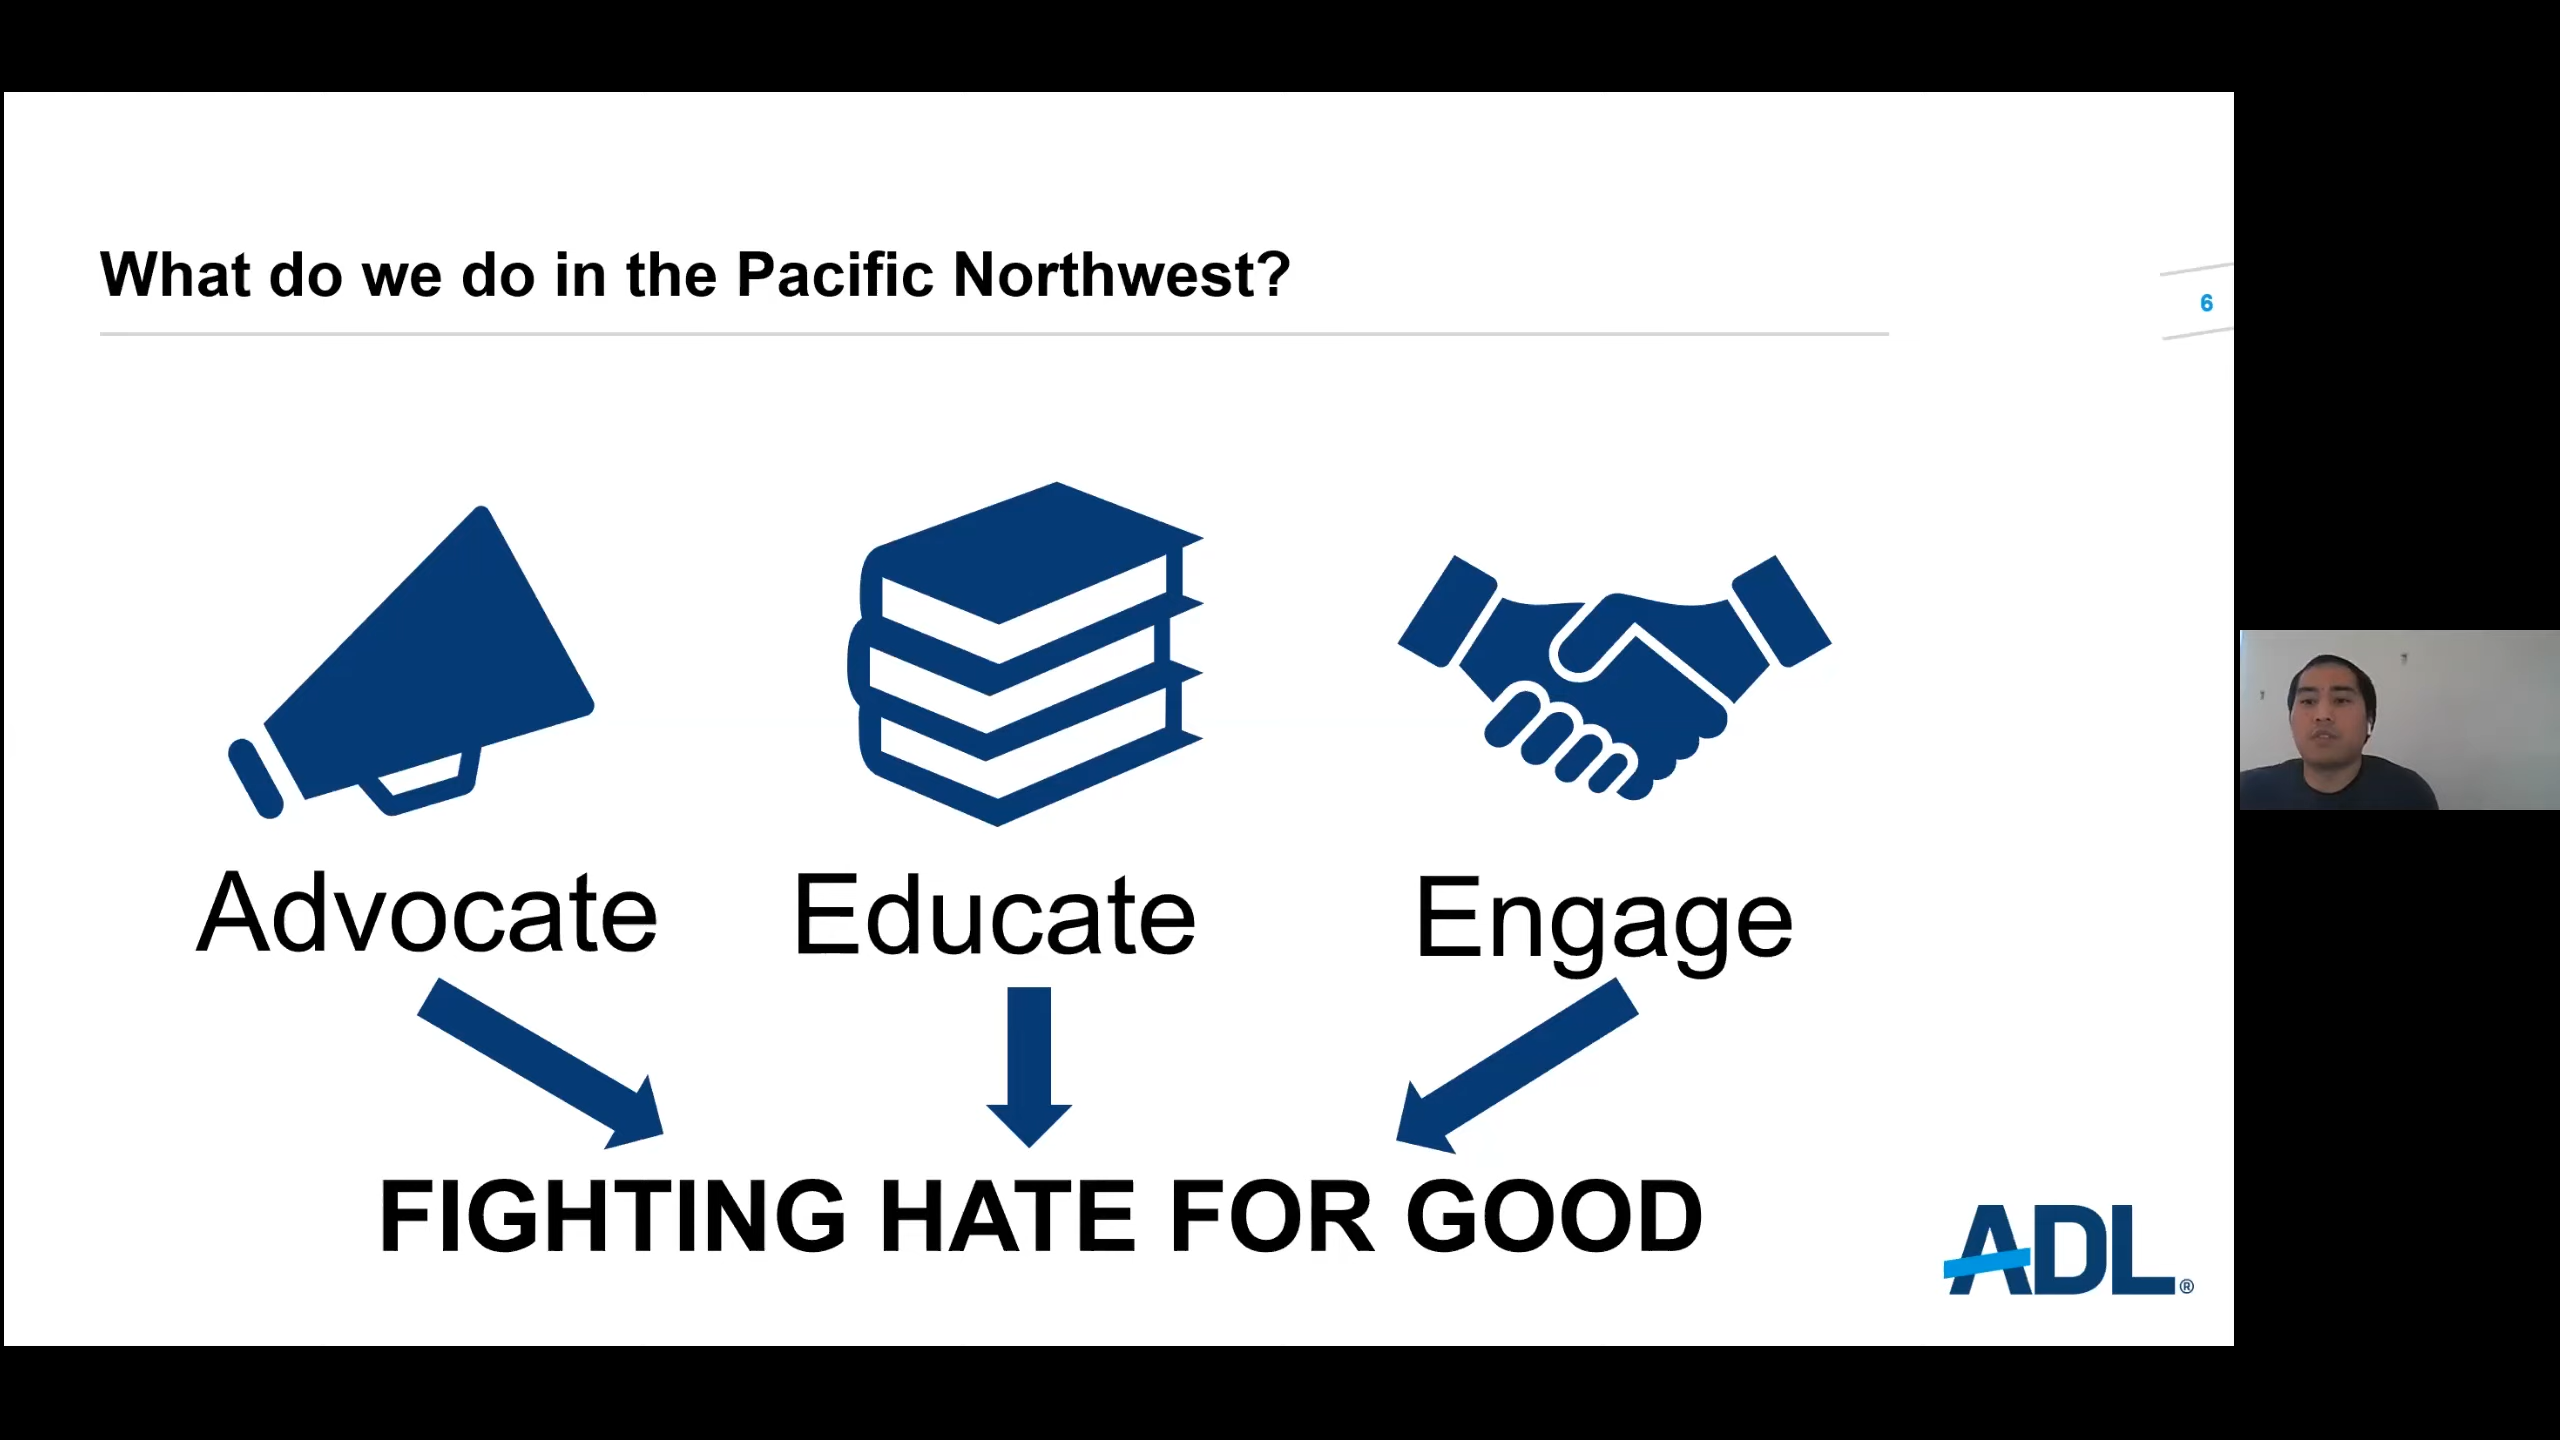 What do we do in the Pacific Northwest?
6
Advocate
Educate
Engage
FIGHTING HATE FOR GOOD
ADL®